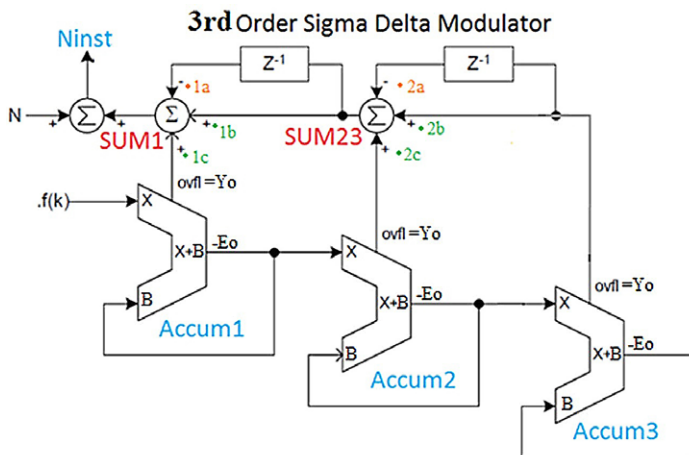 3rd Order Sigma Delta Modulator
Ninst
Z-1
Z-1
- •1a
- •2a
N + Σ + Σ + •1b Σ + •2b
SUM1
SUM23
+ •1c
+ •2c
ovfl=Yo
.f(k)
X
X+B
-Eo
B
Accum1
ovfl=Yo
X
X+B
-Eo
B
Accum2
ovfl=Yo
X
X+B
-Eo
B
Accum3